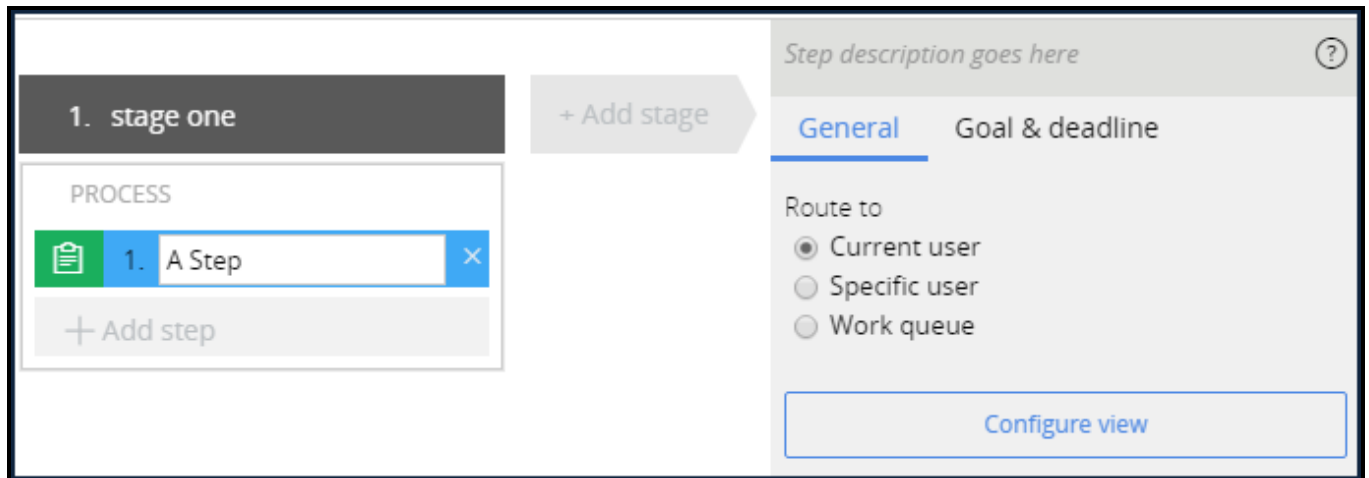 1. stage one
+ Add stage
PROCESS
1. A Step
+ Add step
Step description goes here
?
General
Goal & deadline
Route to
Current user
Specific user
Work queue
Configure view